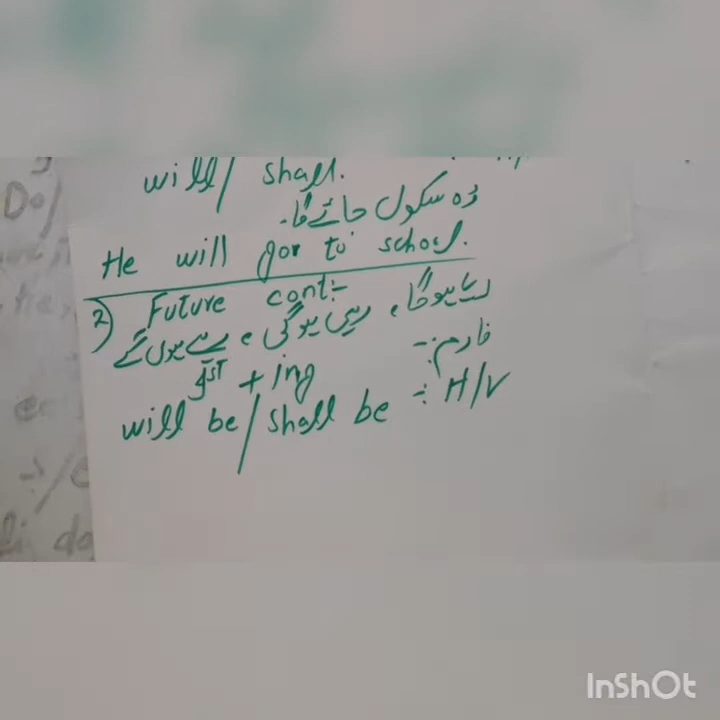 will/ shall.
وہ سکول جائے گا۔
He will go to school.
2) Future cont:-
رہا ہوگا، رہی ہوگی، رہے ہوں گے
فارم:-
1st + ing
will be/shall be ÷ H/V
InShOt